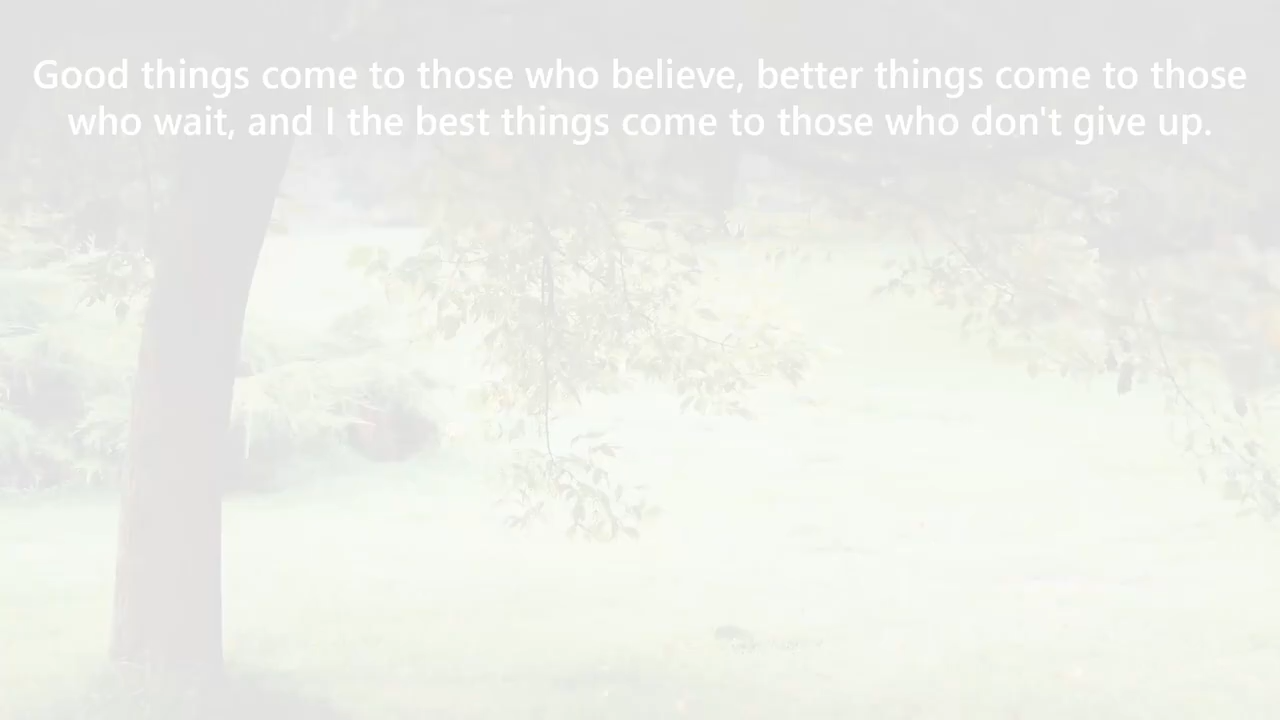 Good things come to those who believe, better things come to those
who wait, and I the best things come to those who don't give up.